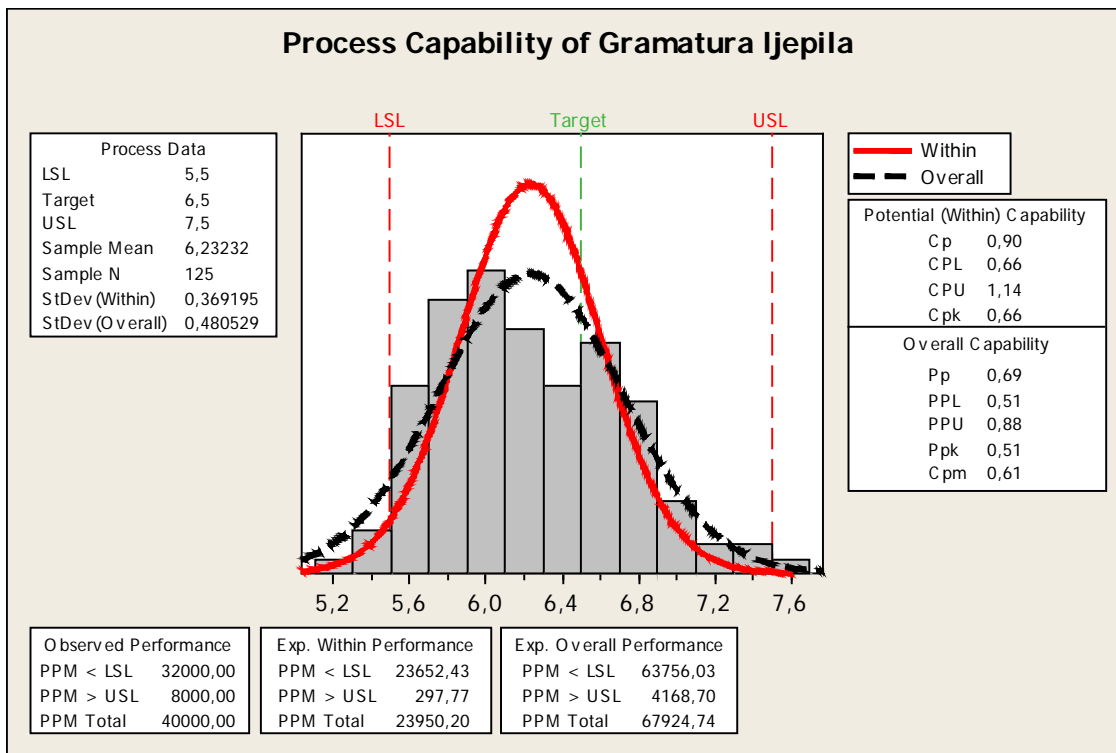 Process Capability of Gramatura ljepila
LSL Target USL
Process Data
LSL 5,5
Target 6,5
USL 7,5
Sample Mean 6,23232
Sample N 125
StDev(Within) 0,369195
StDev(Overall) 0,480529
Within
Overall
Potential (Within) Capability
Cp 0,90
CPL 0,66
CPU 1,14
Cpk 0,66
Overall Capability
Pp 0,69
PPL 0,51
PPU 0,88
Ppk 0,51
Cpm 0,61
5,2 5,6 6,0 6,4 6,8 7,2 7,6
Observed Performance
PPM < LSL 32000,00
PPM > USL 8000,00
PPM Total 40000,00
Exp. Within Performance
PPM < LSL 23652,43
PPM > USL 297,77
PPM Total 23950,20
Exp. Overall Performance
PPM < LSL 63756,03
PPM > USL 4168,70
PPM Total 67924,74